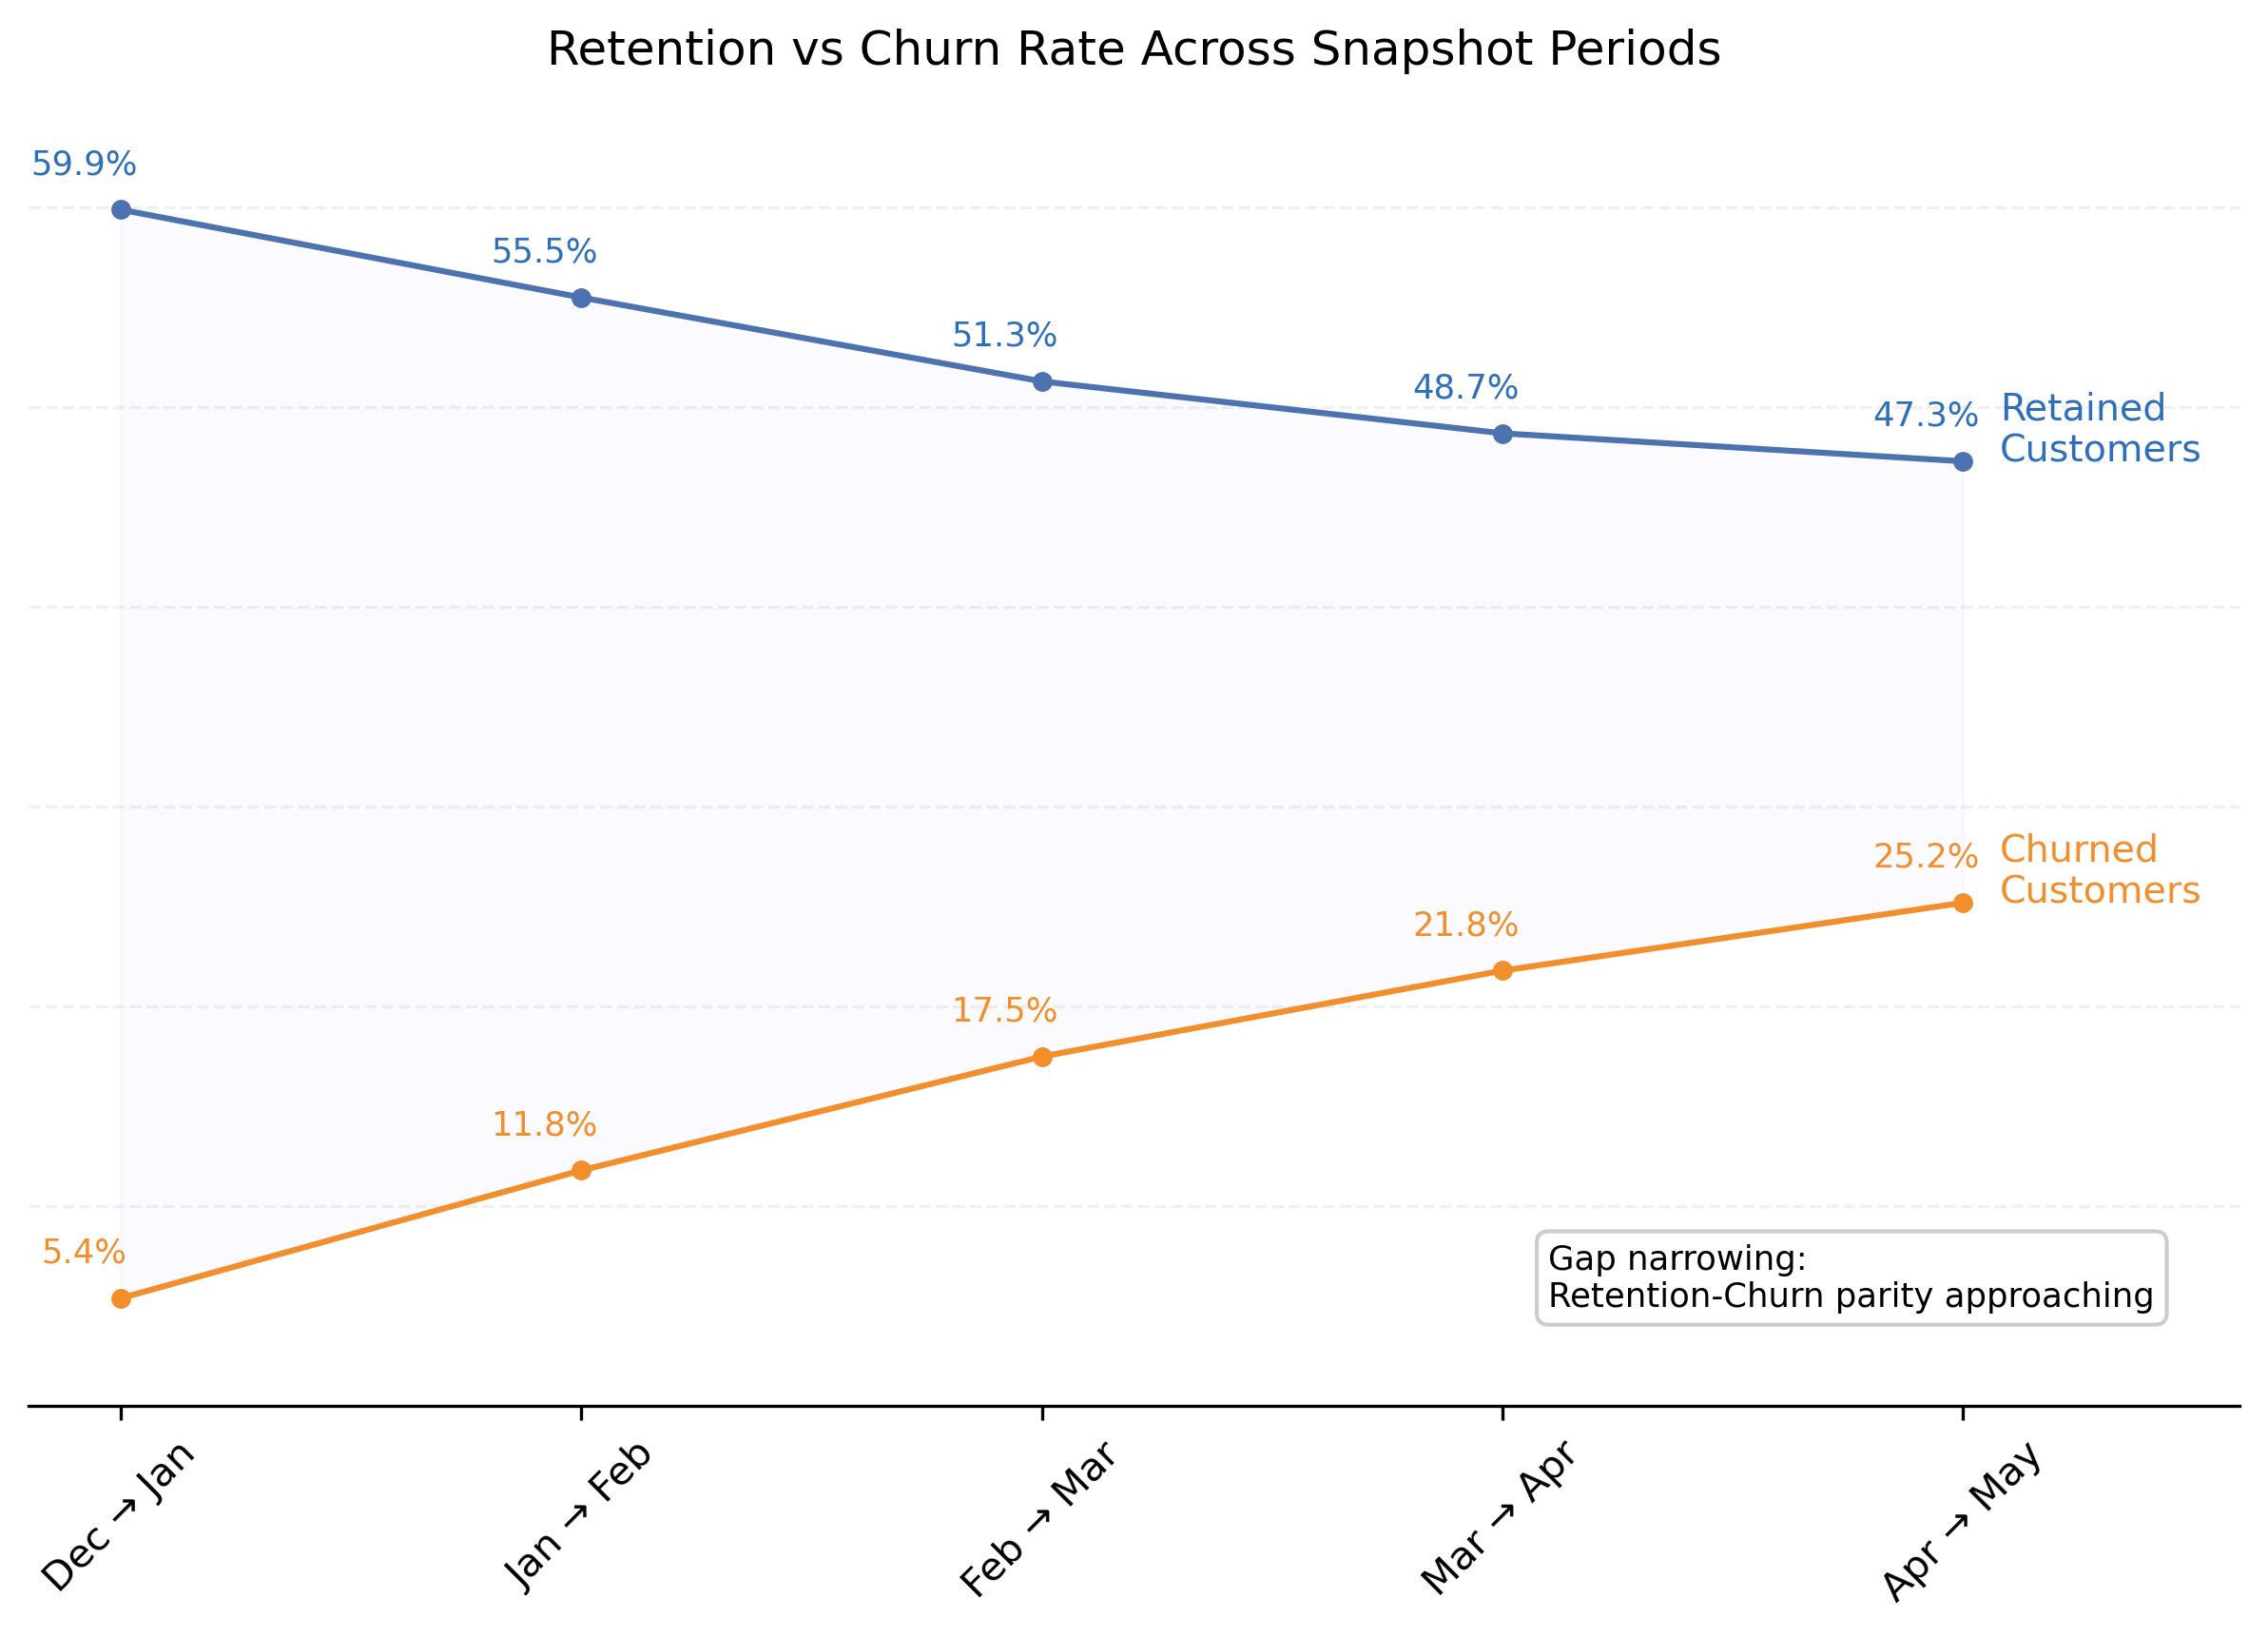 Retention vs Churn Rate Across Snapshot Periods
59.9%
55.5%
51.3%
48.7%
47.3%
Retained
Customers
25.2%
Churned
Customers
21.8%
17.5%
11.8%
5.4%
Gap narrowing:
Retention-Churn parity approaching
Dec → Jan
Jan → Feb
Feb → Mar
Mar → Apr
Apr → May